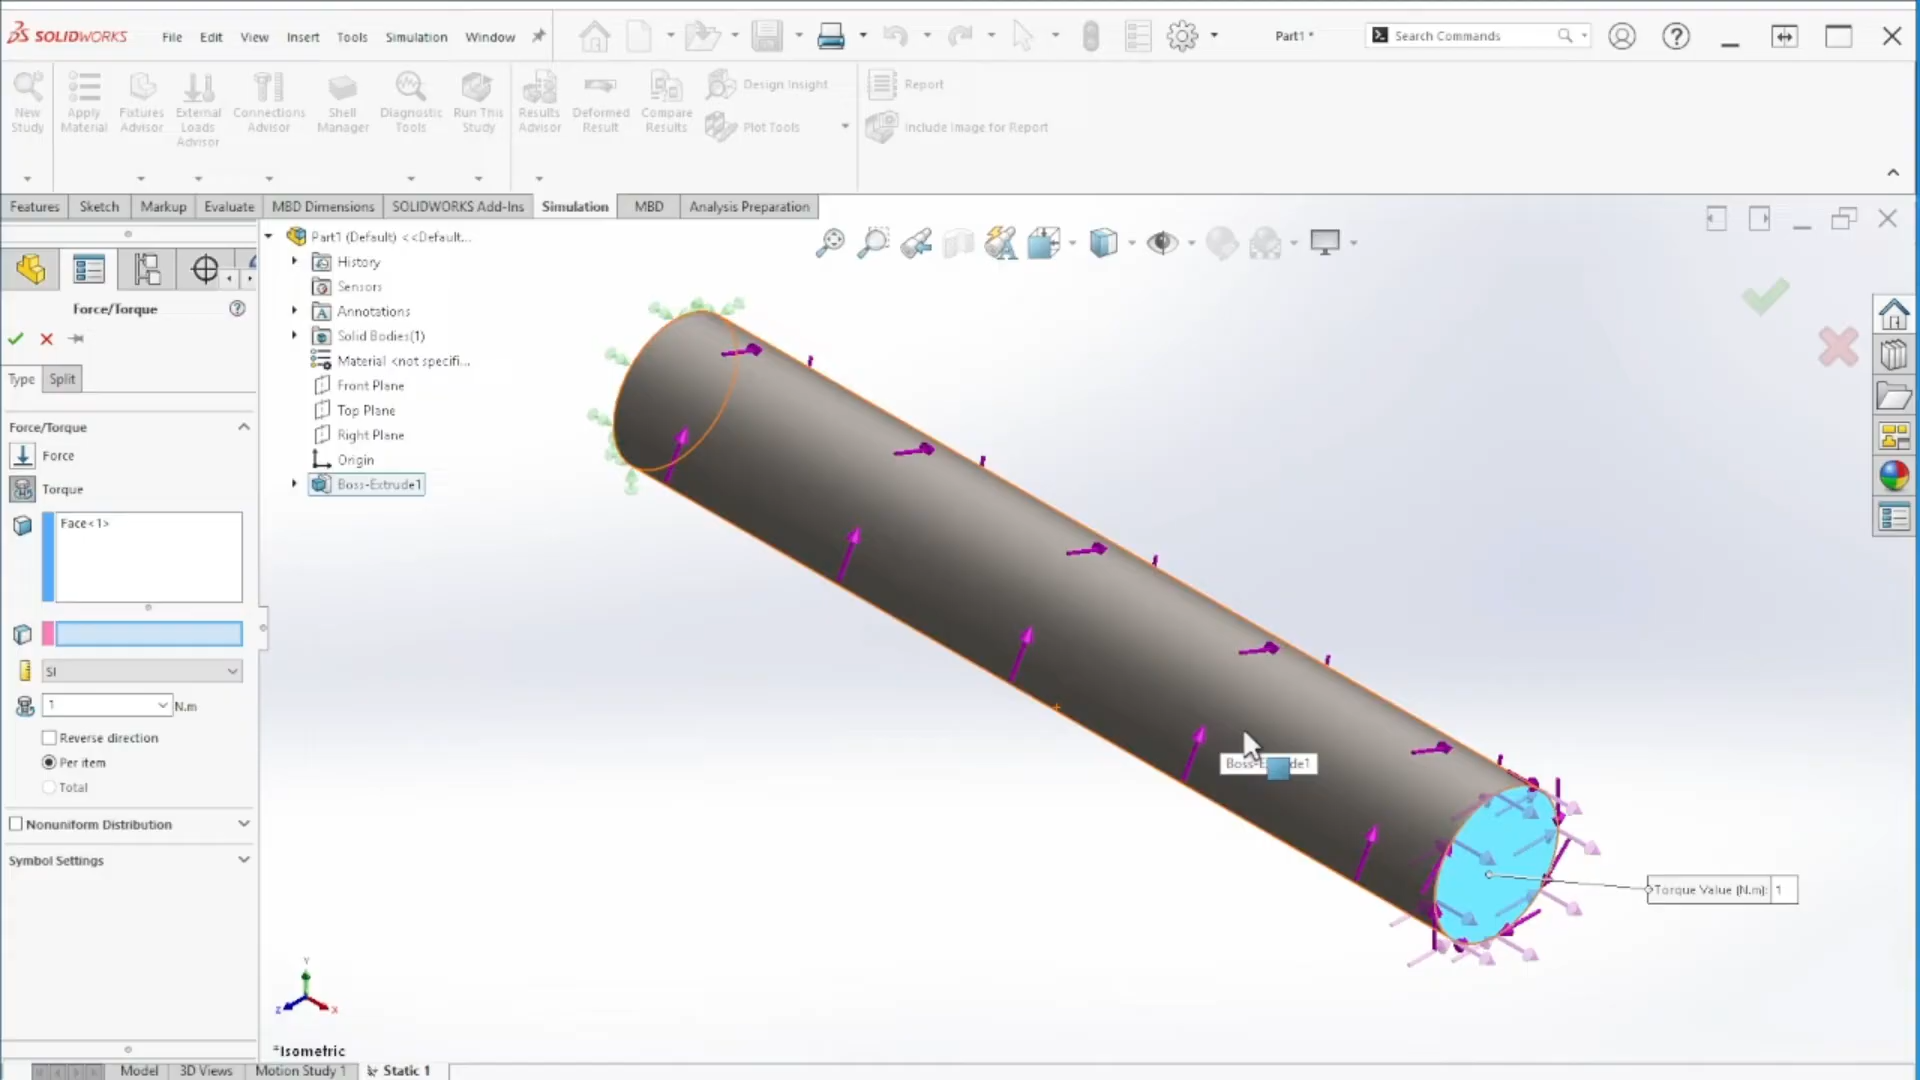 SOLIDWORKS File Edit View Insert Tools Simulation Window Part1 * Search Commands
New Study
Apply Material
Fixtures Advisor
External Loads Advisor
Connections Advisor
Shell Manager
Diagnostic Tools
Run This Study
Results Advisor
Deformed Result
Compare Results
Design Insight
Plot Tools
Report
Include Image for Report
Features Sketch Markup Evaluate MBD Dimensions SOLIDWORKS Add-Ins Simulation MBD Analysis Preparation
Part1 (Default) <<Default...
History
Sensors
Annotations
Solid Bodies(1)
Material <not specifi...
Front Plane
Top Plane
Right Plane
Origin
Boss-Extrude1
Force/Torque
Type Split
Force/Torque
Force
Torque
Face<1>
SI
1 N.m
Reverse direction
Per item
Total
Nonuniform Distribution
Symbol Settings
Torque Value (N.m): 1
Y
Z X
*Isometric
Model 3D Views Motion Study 1 Static 1